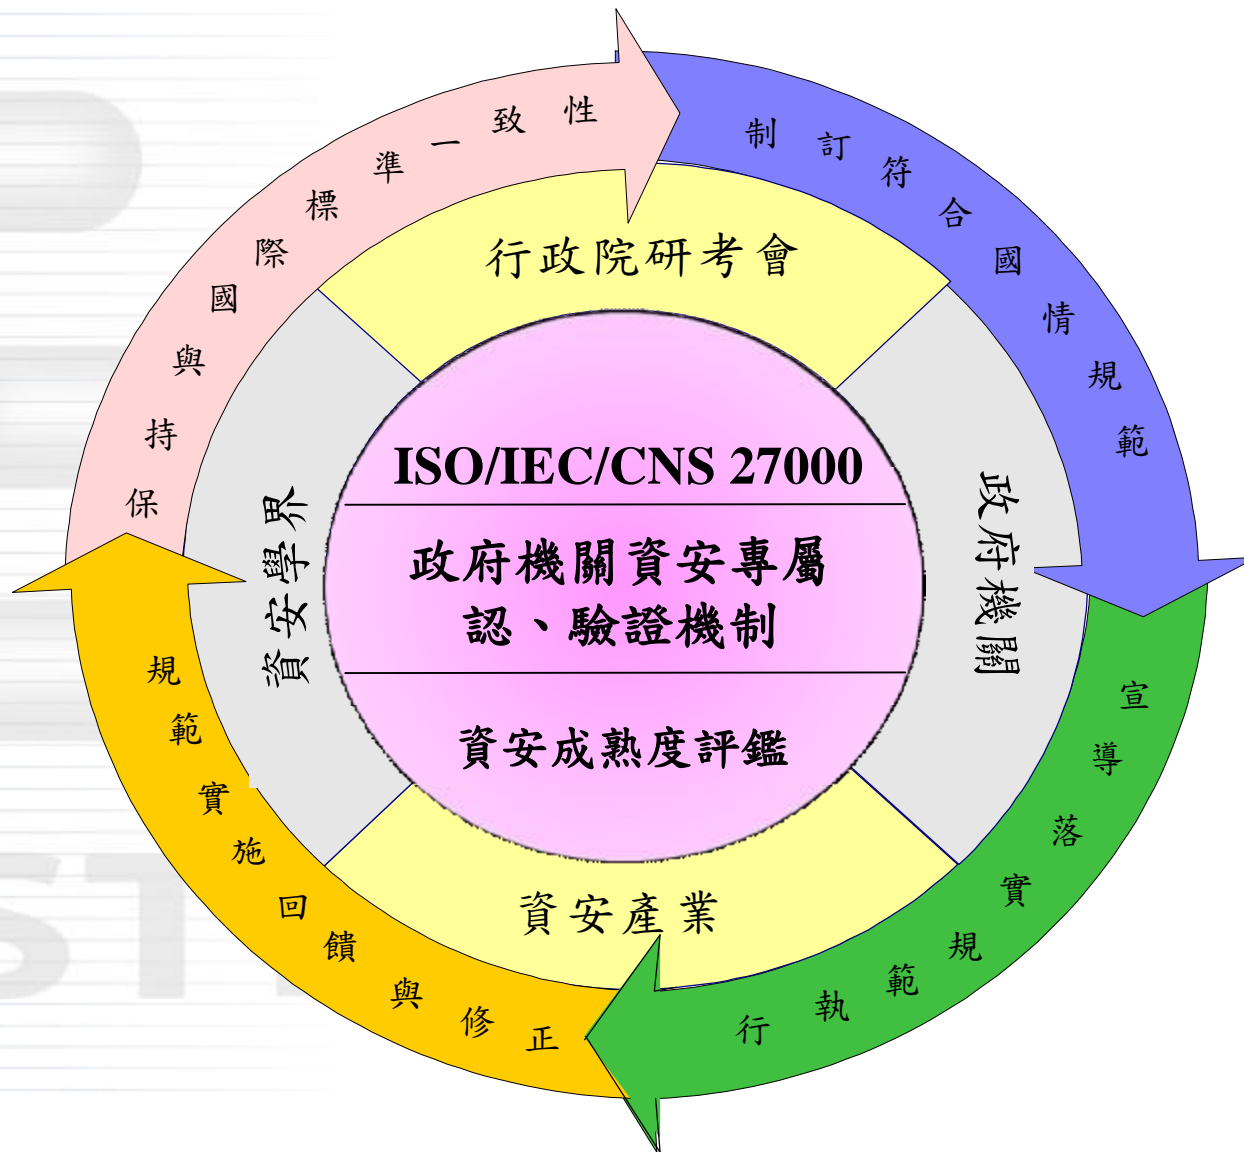 保持與國際標準一致性
制訂符合國情規範
宣導落實規範執行
規範實施回饋與修正
行政院研考會
政府機關
資安產業
資安學界
ISO/IEC/CNS 27000
政府機關資安專屬
認、驗證機制
資安成熟度評鑑
ST